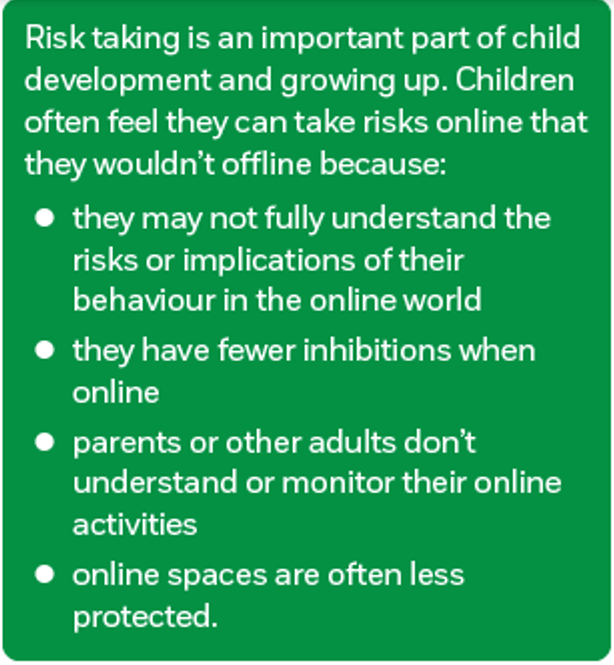 Risk taking is an important part of child
development and growing up. Children
often feel they can take risks online that
they wouldn't offline because:
● they may not fully understand the
risks or implications of their
behaviour in the online world
● they have fewer inhibitions when
online
● parents or other adults don't
understand or monitor their online
activities
● online spaces are often less
protected.